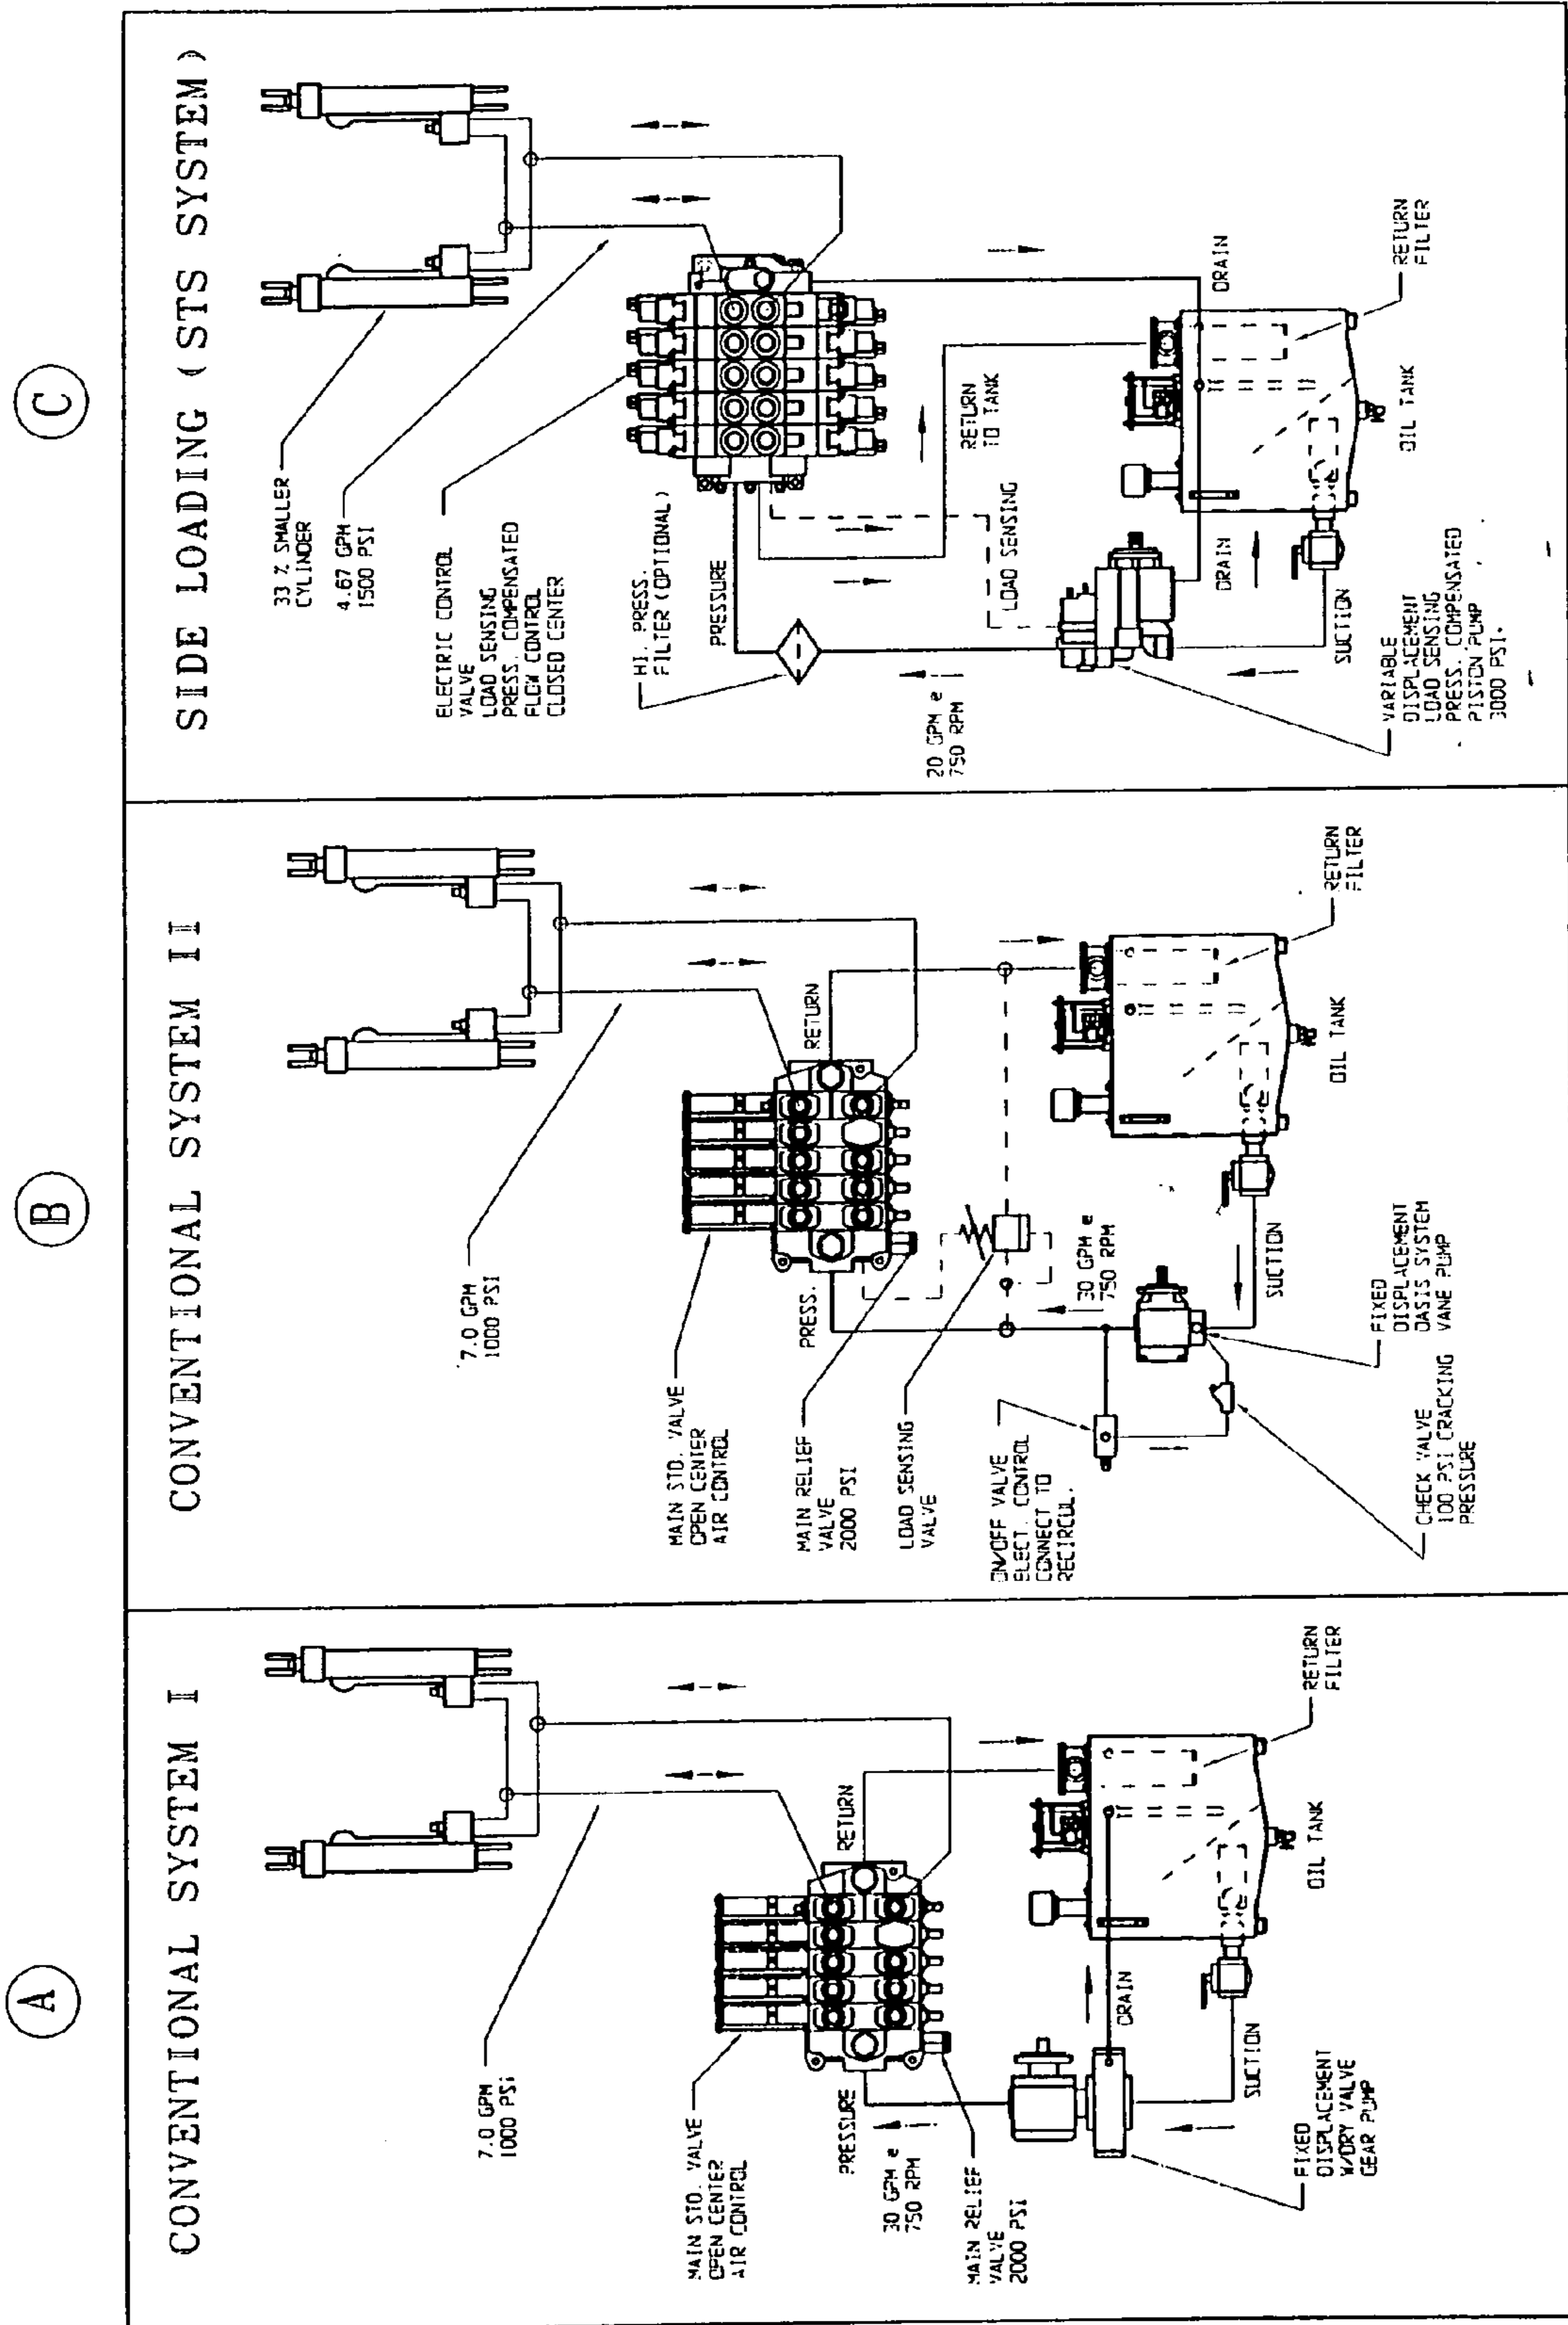 A
CONVENTIONAL SYSTEM I
7.0 GPM
1000 PSI
MAIN STD. VALVE
OPEN CENTER
AIR CONTROL
RETURN
PRESSURE
30 GPM @
750 RPM
MAIN RELIEF
VALVE
2000 PSI
DRAIN
SUCTION
FIXED
DISPLACEMENT
W/DRY VALVE
GEAR PUMP
OIL TANK
RETURN
FILTER
B
CONVENTIONAL SYSTEM II
7.0 GPM
1000 PSI
MAIN STD. VALVE
OPEN CENTER
AIR CONTROL
RETURN
PRESS.
MAIN RELIEF
VALVE
2000 PSI
LOAD SENSING
VALVE
30 GPM @
750 RPM
ON/OFF VALVE
ELECT. CONTROL
CONNECT TO
RECIRCUL.
SUCTION
FIXED
DISPLACEMENT
OASIS SYSTEM
VANE PUMP
CHECK VALVE
100 PSI CRACKING
PRESSURE
OIL TANK
RETURN
FILTER
C
SIDE LOADING (STS SYSTEM)
33 % SMALLER
CYLINDER
4.67 GPM
1500 PSI
ELECTRIC CONTROL
VALVE
LOAD SENSING
PRESS. COMPENSATED
FLOW CONTROL
CLOSED CENTER
HI. PRESS.
FILTER (OPTIONAL)
PRESSURE
LOAD SENSING
RETURN
TO TANK
DRAIN
20 GPM @
750 RPM
DRAIN
SUCTION
VARIABLE
DISPLACEMENT
LOAD SENSING
PRESS. COMPENSATED
PISTON PUMP
3000 PSI.
OIL TANK
RETURN
FILTER